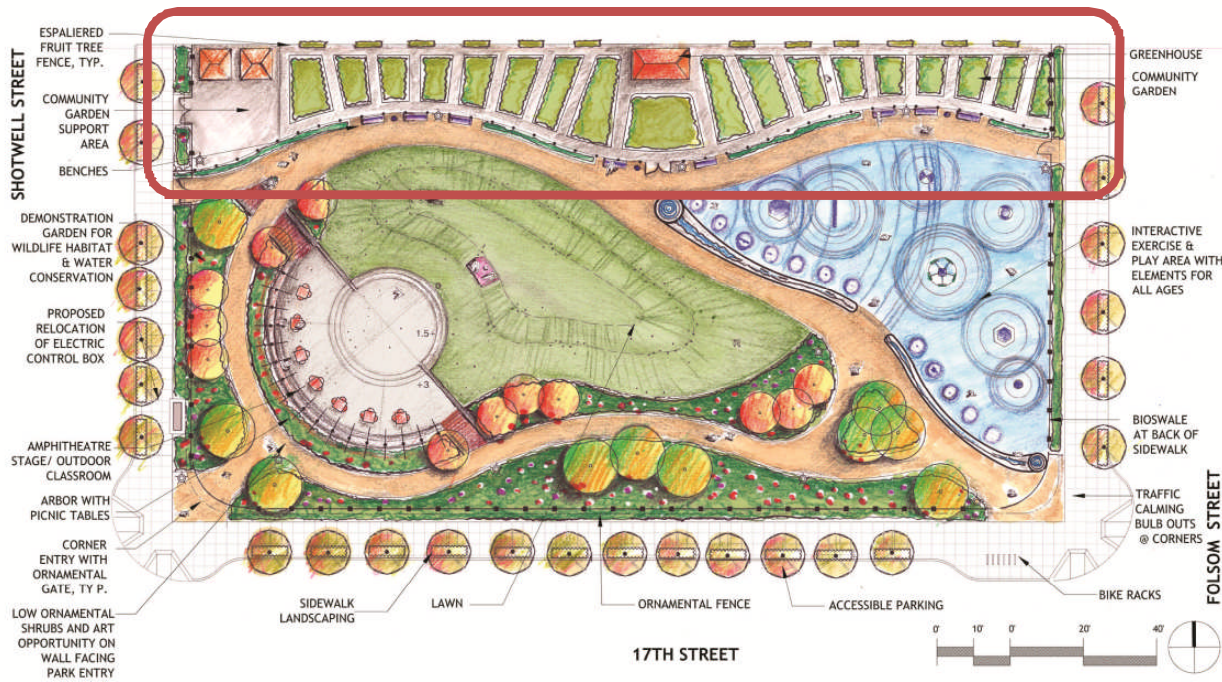 ESPALIERED
FRUIT TREE
FENCE, TYP.
COMMUNITY
GARDEN
SUPPORT
AREA
BENCHES
SHOTWELL STREET
DEMONSTRATION
GARDEN FOR
WILDLIFE HABITAT
& WATER
CONSERVATION
PROPOSED
RELOCATION
OF ELECTRIC
CONTROL BOX
AMPHITHEATRE
STAGE/ OUTDOOR
CLASSROOM
ARBOR WITH
PICNIC TABLES
CORNER
ENTRY WITH
ORNAMENTAL
GATE, TY P.
LOW ORNAMENTAL
SHRUBS AND ART
OPPORTUNITY ON
WALL FACING
PARK ENTRY
0
1.5+
+3
SIDEWALK
LANDSCAPING
LAWN
ORNAMENTAL FENCE
ACCESSIBLE PARKING
17TH STREET
GREENHOUSE
COMMUNITY
GARDEN
INTERACTIVE
EXERCISE &
PLAY AREA WITH
ELEMENTS FOR
ALL AGES
BIOSWALE
AT BACK OF
SIDEWALK
TRAFFIC
CALMING
BULB OUTS
@ CORNERS
BIKE RACKS
FOLSOM STREET
0' 10' 0' 20' 40'